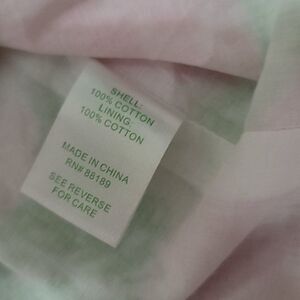 SHELL:
100% COTTON
LINING:
100% COTTON
MADE IN CHINA
RN# 88189
SEE REVERSE
FOR CARE